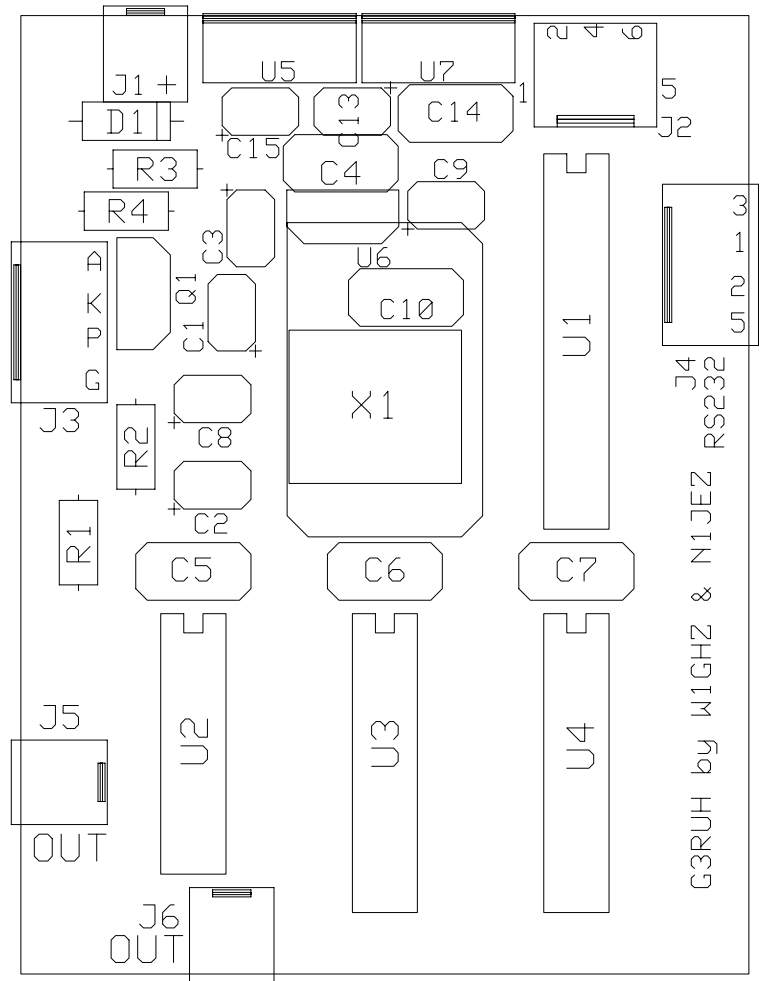 2 4 6
J1 +
U5
U7
1
5
J2
D1
C13
C14
C15
R3
C4
C9
R4
3
1
2
5
C3
U6
A
K
P
G
Q1
C1
C10
U1
J3
X1
J4
RS232
C8
R2
C2
R1
C5
C6
C7
J5
U2
U3
U4
OUT
J6
OUT
G3RUH by W1GHZ & N1JEZ